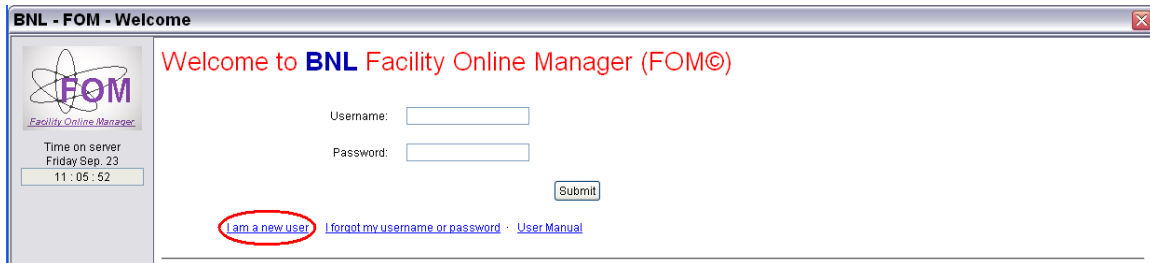 BNL - FOM - Welcome
FOM
Facility Online Manager
Time on server
Friday Sep. 23
11 : 05 : 52
Welcome to BNL Facility Online Manager (FOM©)
Username:
Password:
Submit
I am a new user I forgot my username or password · User Manual